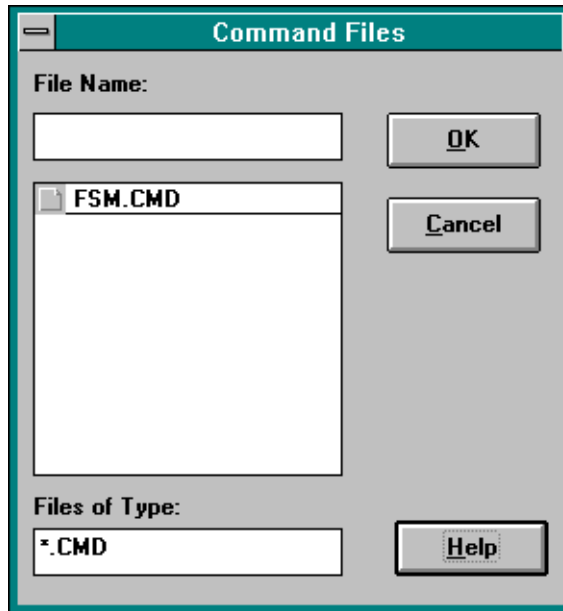 Command Files
File Name:
OK
FSM.CMD
Cancel
Files of Type:
*.CMD
Help